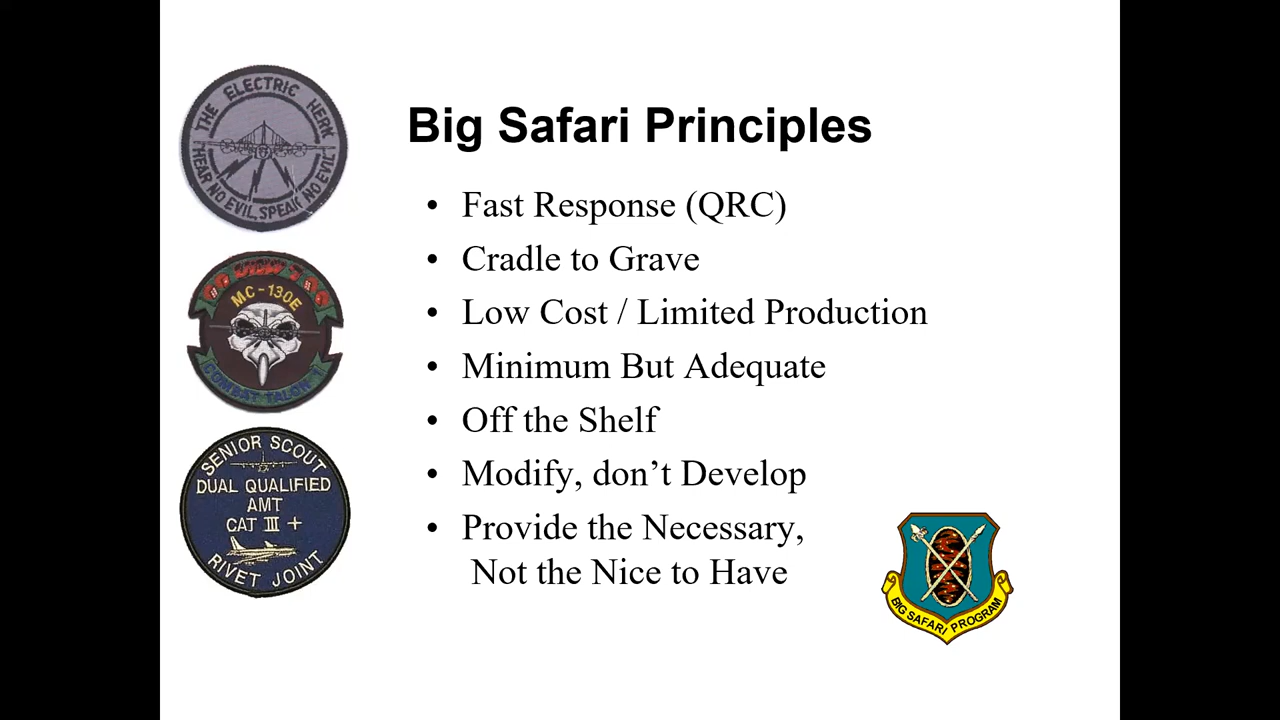 THE ELECTRIC HERK
HEAR NO EVIL, SPEAK NO EVIL
MC-130E
COMBAT TALON I
SENIOR SCOUT
DUAL QUALIFIED
AMT
CAT III +
RIVET JOINT
Big Safari Principles
• Fast Response (QRC)
• Cradle to Grave
• Low Cost / Limited Production
• Minimum But Adequate
• Off the Shelf
• Modify, don’t Develop
• Provide the Necessary,
Not the Nice to Have
BIG SAFARI PROGRAM